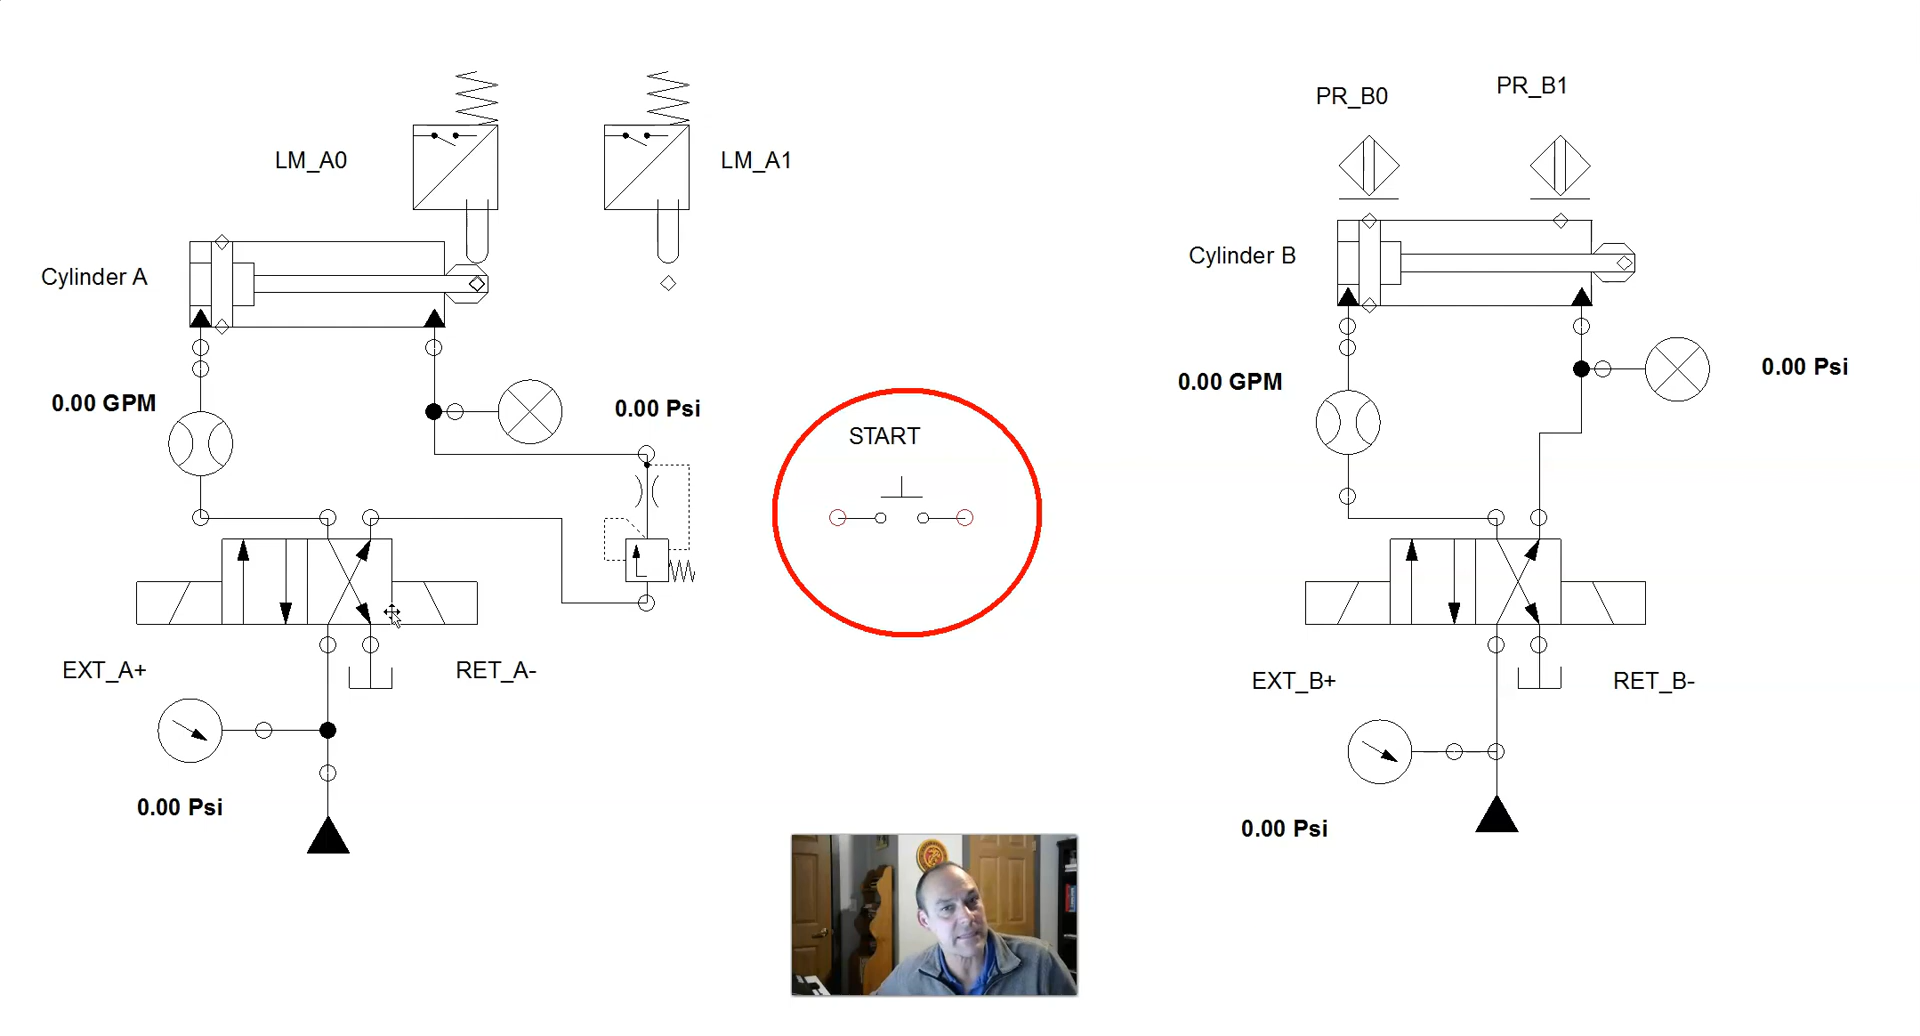 PR_B0
PR_B1
LM_A0
LM_A1
Cylinder A
Cylinder B
0.00 GPM
0.00 Psi
0.00 GPM
0.00 Psi
START
EXT_A+
RET_A-
EXT_B+
RET_B-
0.00 Psi
0.00 Psi